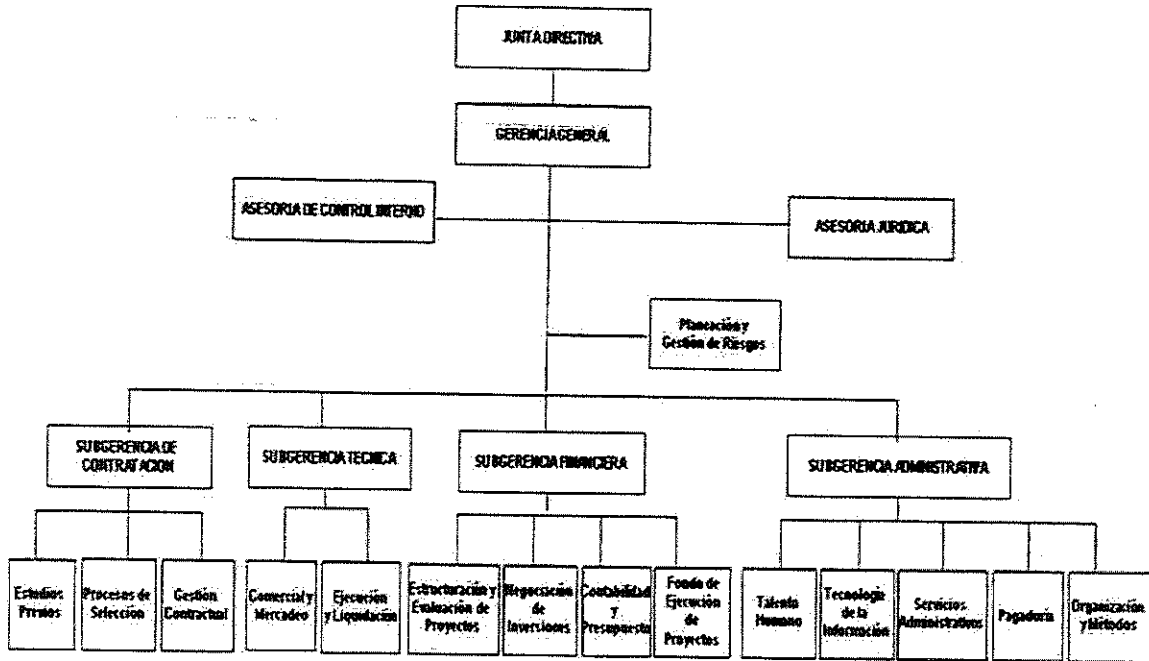 JUNTA DIRECTIVA
GERENCIA GENERAL
ASESORIA DE CONTROL INTERNO
ASESORIA JURIDICA
Planeación y
Gestión de Riesgos
SUBGERENCIA DE
CONTRATACION
SUBGERENCIA TECNICA
SUBGERENCIA FINANCIERA
SUBGERENCIA ADMINISTRATIVA
Estudios
Previos
Procesos de
Selección
Gestión
Contractual
Comercial y
Mercadeo
Ejecución
y Liquidación
Estructuración y
Evaluación de
Proyectos
Negociación
de
Inversiones
Contabilidad
y
Presupuesto
Fondo de
Ejecución
de
Proyectos
Talento
Humano
Tecnología
de la
Información
Servicios
Administrativos
Pagaduría
Organización
y Métodos